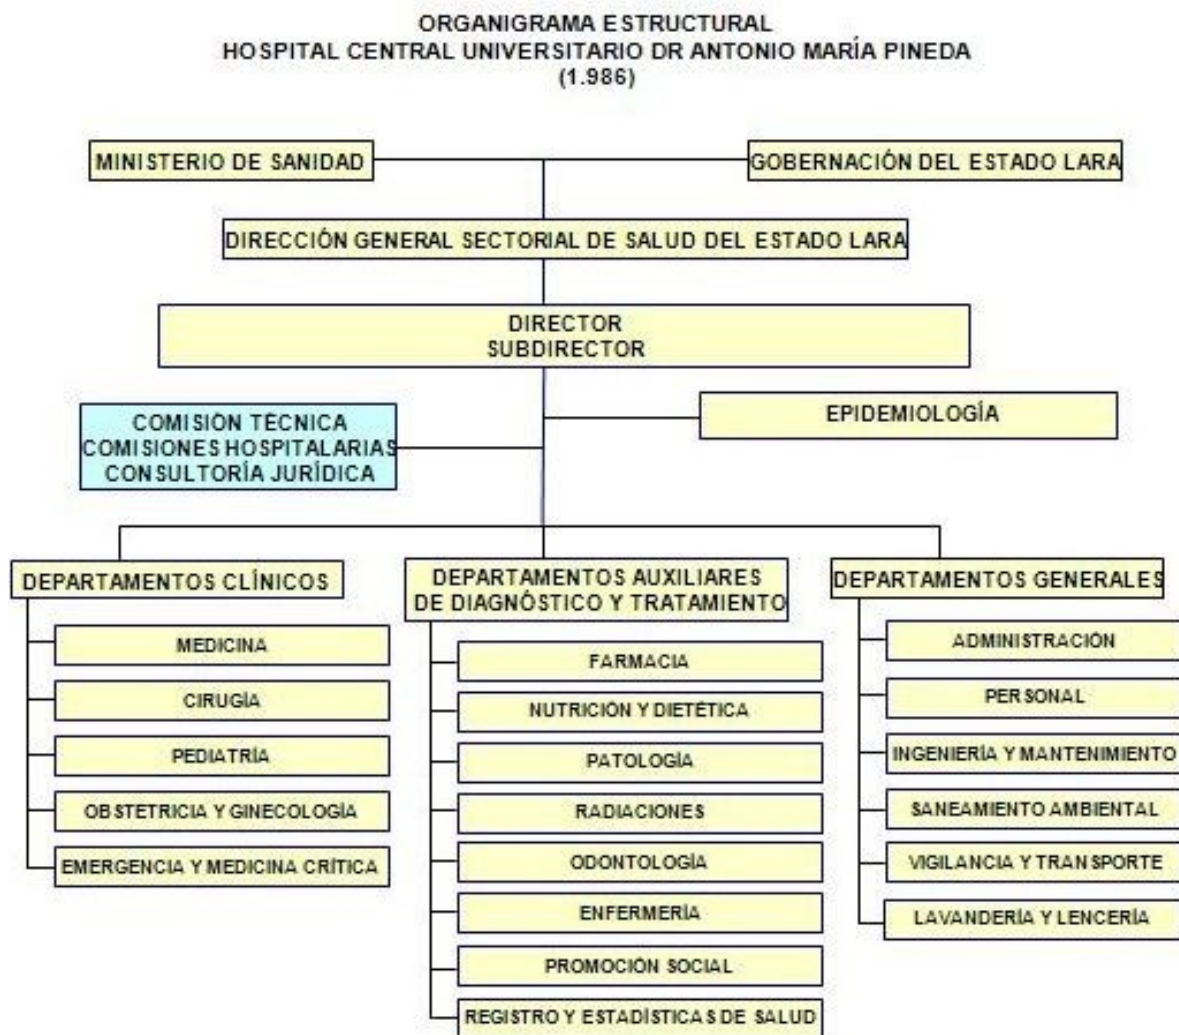 ORGANIGRAMA ESTRUCTURAL
HOSPITAL CENTRAL UNIVERSITARIO DR ANTONIO MARÍA PINEDA
(1.986)
MINISTERIO DE SANIDAD
GOBERNACIÓN DEL ESTADO LARA
DIRECCIÓN GENERAL SECTORIAL DE SALUD DEL ESTADO LARA
DIRECTOR
SUBDIRECTOR
COMISIÓN TÉCNICA
COMISIONES HOSPITALARIAS
CONSULTORÍA JURÍDICA
EPIDEMIOLOGÍA
DEPARTAMENTOS CLÍNICOS
MEDICINA
CIRUGÍA
PEDIATRÍA
OBSTETRICIA Y GINECOLOGÍA
EMERGENCIA Y MEDICINA CRÍTICA
DEPARTAMENTOS AUXILIARES
DE DIAGNÓSTICO Y TRATAMIENTO
FARMACIA
NUTRICIÓN Y DIETÉTICA
PATOLOGÍA
RADIACIONES
ODONTOLOGÍA
ENFERMERÍA
PROMOCIÓN SOCIAL
REGISTRO Y ESTADÍSTICAS DE SALUD
DEPARTAMENTOS GENERALES
ADMINISTRACIÓN
PERSONAL
INGENIERÍA Y MANTENIMIENTO
SANEAMIENTO AMBIENTAL
VIGILANCIA Y TRANSPORTE
LAVANDERÍA Y LENCERÍA